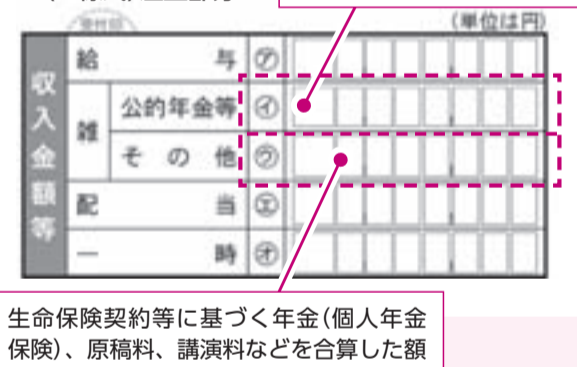 (単位は円)
収入金額等
給与 ㋐
雑 公的年金等 ㋑
その他 ㋒
配当 ㋓
一時 ㋔
生命保険契約等に基づく年金(個人年金
保険)、原稿料、講演料などを合算した額